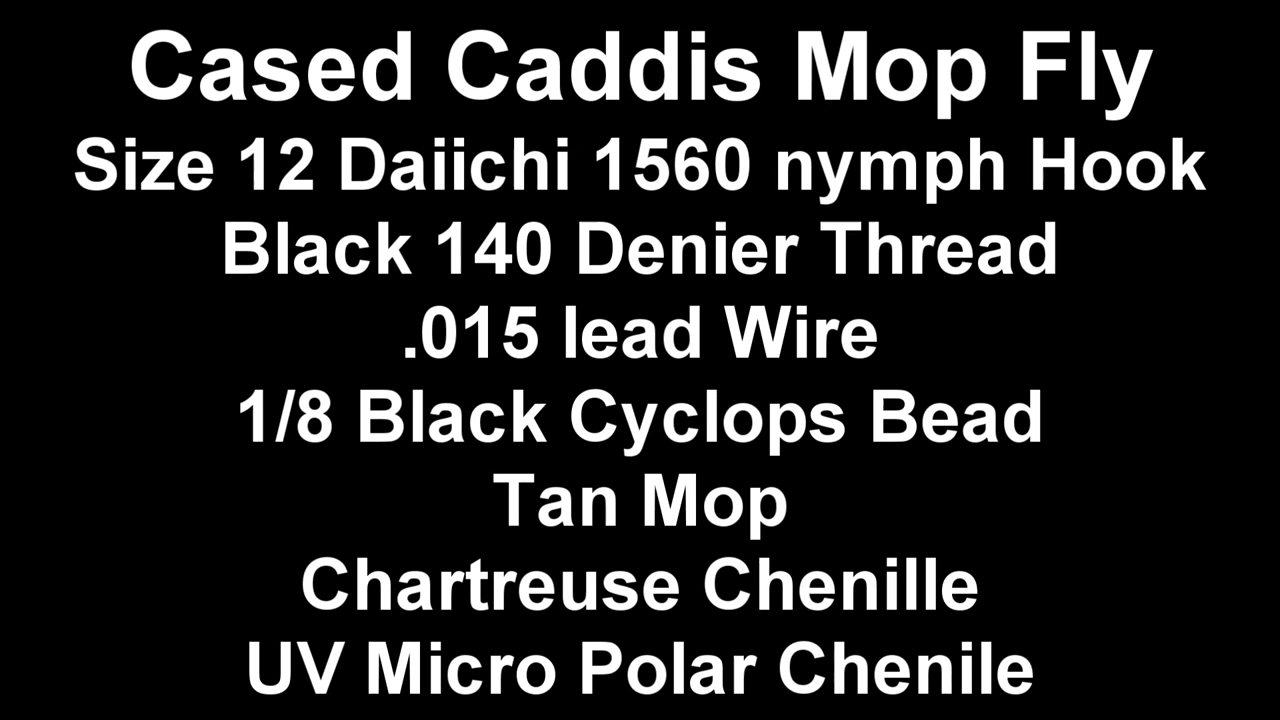 Cased Caddis Mop Fly
Size 12 Daiichi 1560 nymph Hook
Black 140 Denier Thread
.015 lead Wire
1/8 Black Cyclops Bead
Tan Mop
Chartreuse Chenille
UV Micro Polar Chenile